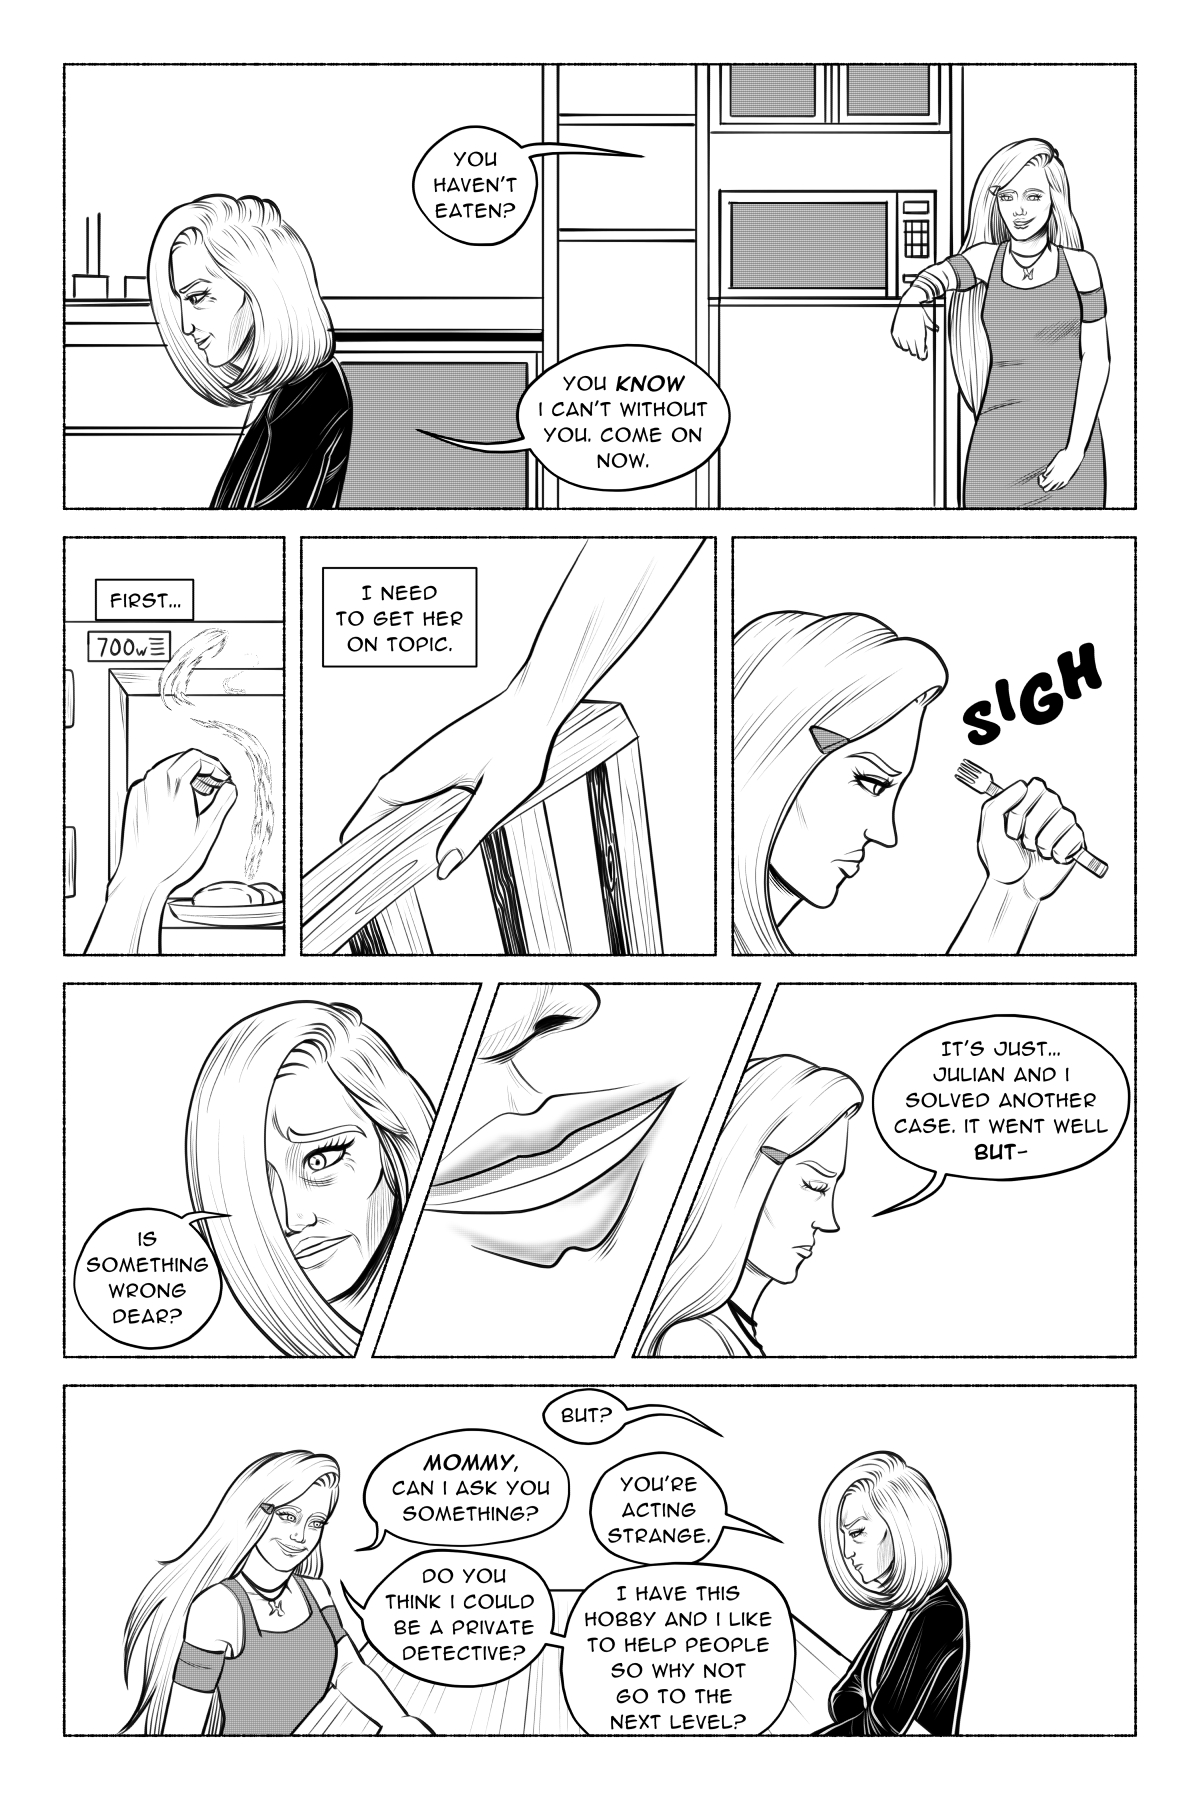 YOU
HAVEN'T
EATEN?
YOU KNOW
I CAN'T WITHOUT
YOU. COME ON
NOW.
FIRST...
700W
I NEED
TO GET HER
ON TOPIC.
SIGH
IS
SOMETHING
WRONG
DEAR?
IT'S JUST...
JULIAN AND I
SOLVED ANOTHER
CASE. IT WENT WELL
BUT-
BUT?
MOMMY,
CAN I ASK YOU
SOMETHING?
YOU'RE
ACTING
STRANGE.
DO YOU
THINK I COULD
BE A PRIVATE
DETECTIVE?
I HAVE THIS
HOBBY AND I LIKE
TO HELP PEOPLE
SO WHY NOT
GO TO THE
NEXT LEVEL?